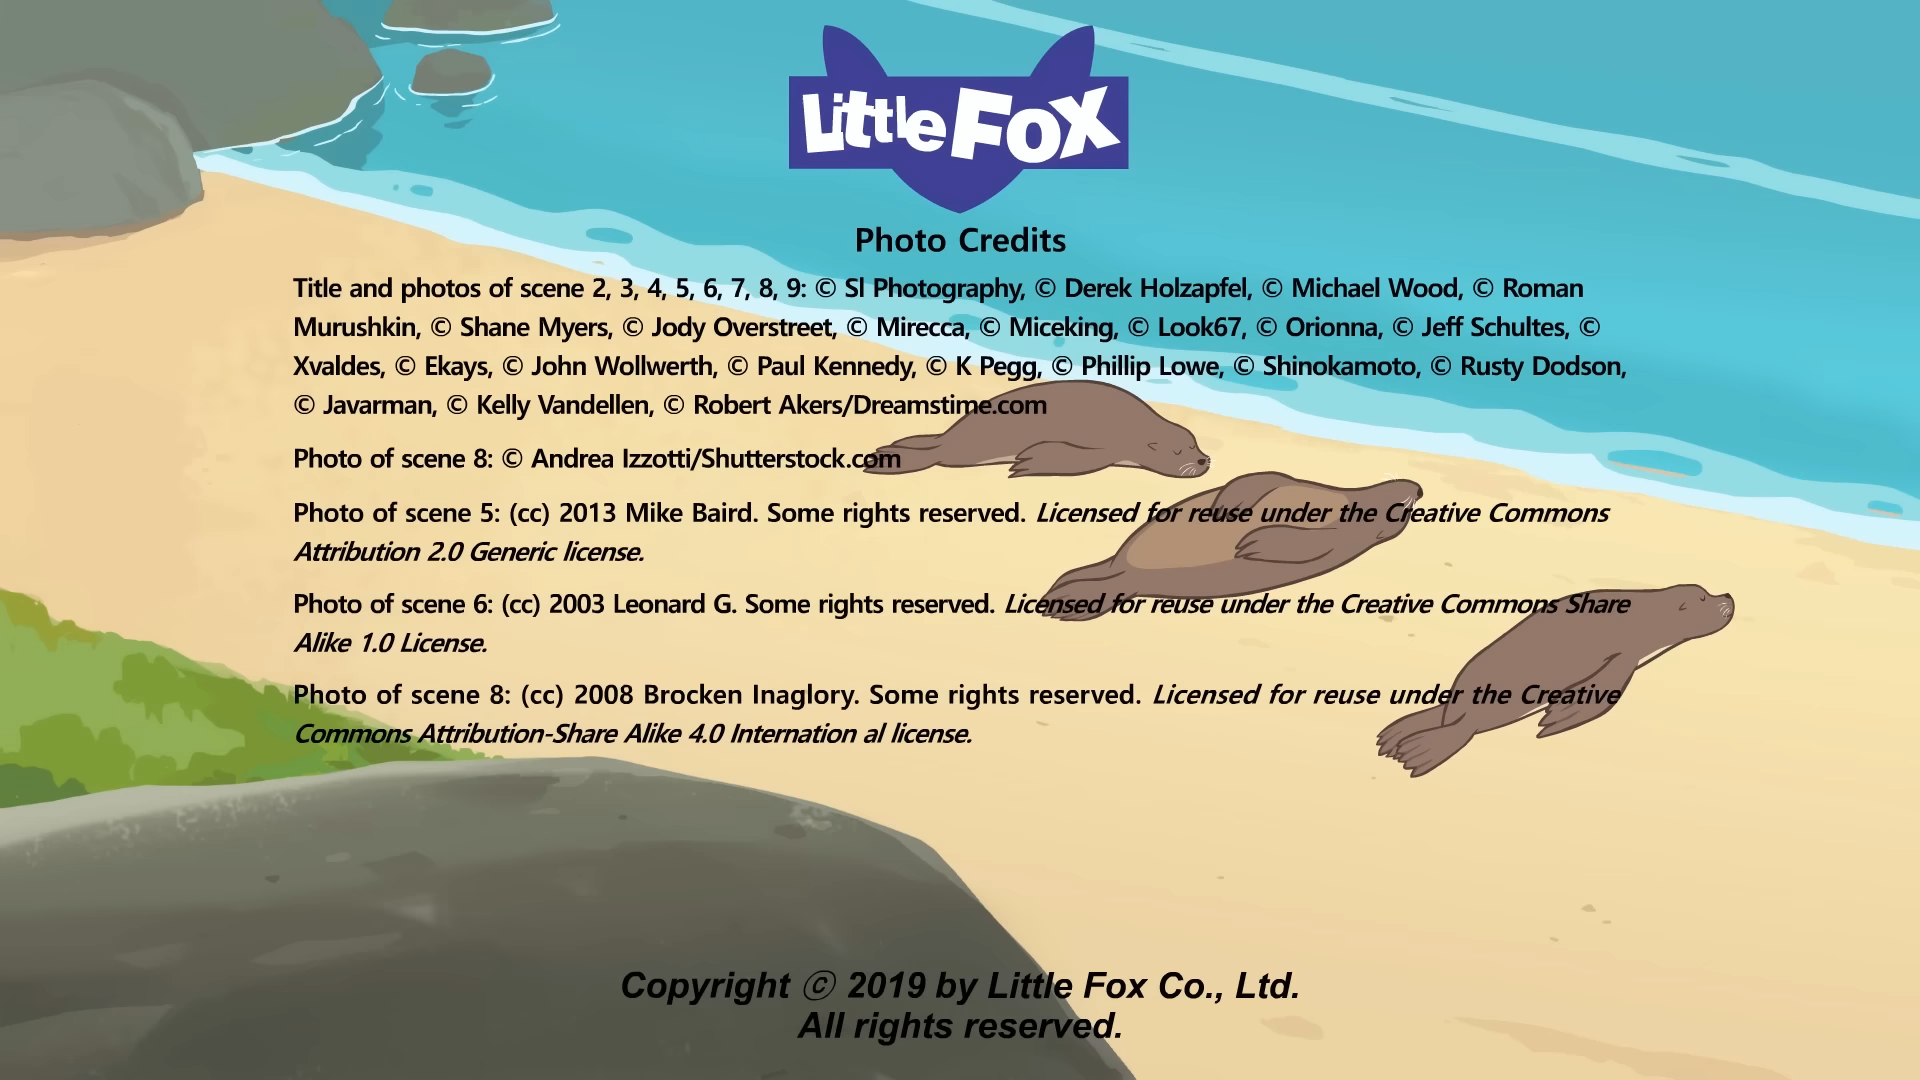 Little Fox
Photo Credits
Title and photos of scene 2, 3, 4, 5, 6, 7, 8, 9: © Sl Photography, © Derek Holzapfel, © Michael Wood, © Roman
Murushkin, © Shane Myers, © Jody Overstreet, © Mirecca, © Miceking, © Look67, © Orionna, © Jeff Schultes, ©
Xvaldes, © Ekays, © John Wollwerth, © Paul Kennedy, © K Pegg, © Phillip Lowe, © Shinokamoto, © Rusty Dodson,
© Javarman, © Kelly Vandellen, © Robert Akers/Dreamstime.com
Photo of scene 8: © Andrea Izzotti/Shutterstock.com
Photo of scene 5: (cc) 2013 Mike Baird. Some rights reserved. Licensed for reuse under the Creative Commons
Attribution 2.0 Generic license.
Photo of scene 6: (cc) 2003 Leonard G. Some rights reserved. Licensed for reuse under the Creative Commons Share
Alike 1.0 License.
Photo of scene 8: (cc) 2008 Brocken Inaglory. Some rights reserved. Licensed for reuse under the Creative
Commons Attribution-Share Alike 4.0 Internation al license.
Copyright ⓒ 2019 by Little Fox Co., Ltd.
All rights reserved.